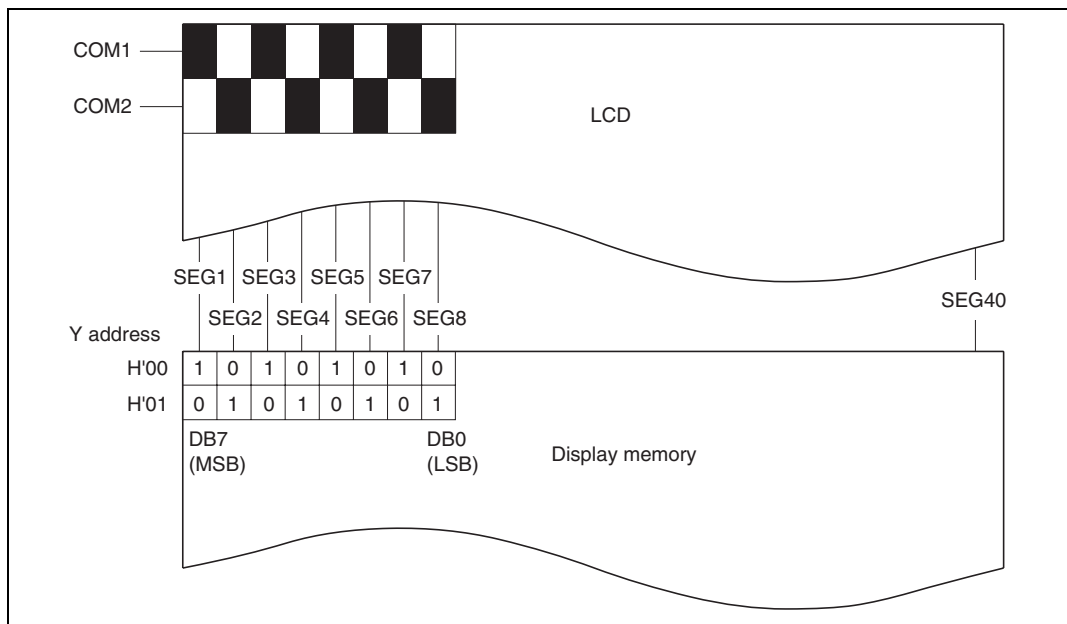 COM1
COM2
LCD
SEG1 SEG3 SEG5 SEG7
SEG2 SEG4 SEG6 SEG8
SEG40
Y address
H'00 1 0 1 0 1 0 1 0
H'01 0 1 0 1 0 1 0 1
DB7 DB0
(MSB) (LSB)
Display memory